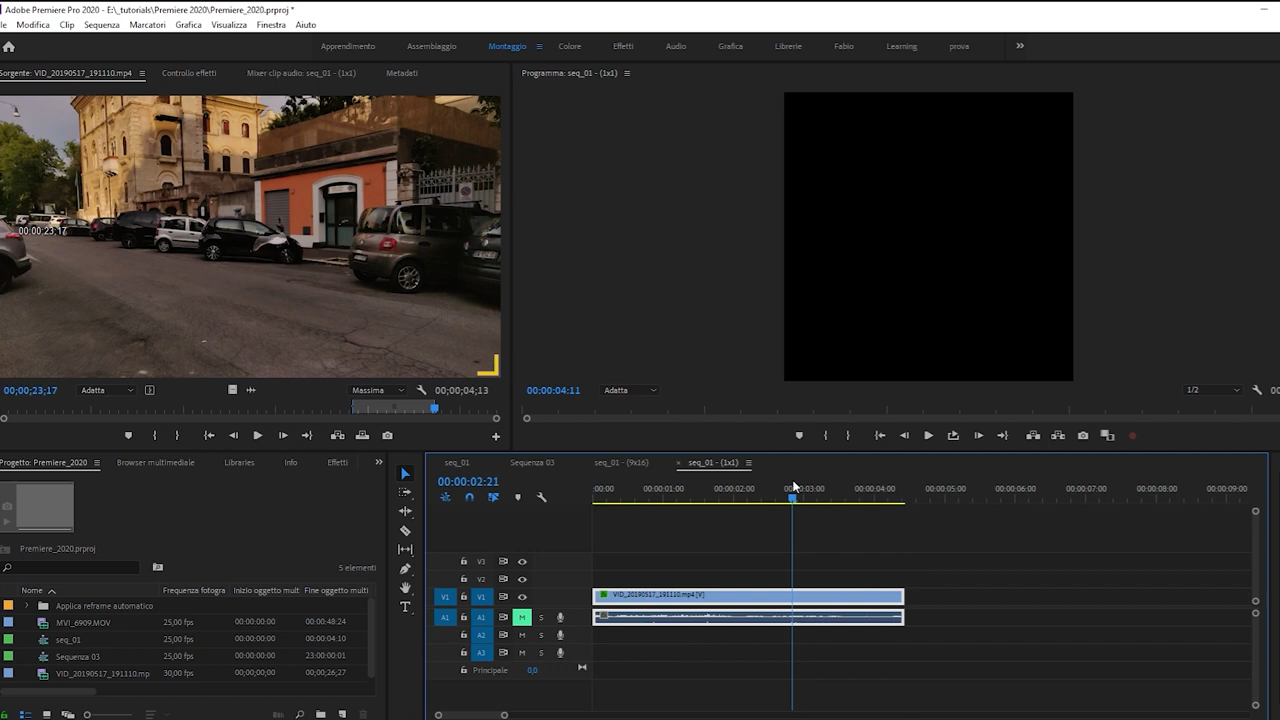 Adobe Premiere Pro 2020 - E:\_tutorials\Premiere 2020\Premiere_2020.prproj *
le Modifica Clip Sequenza Marcatori Grafica Visualizza Finestra Aiuto
Apprendimento Assemblaggio Montaggio Colore Effetti Audio Grafica Librerie Fabio Learning prova
Sorgente: VID_20190517_191110.mp4 Controllo effetti Mixer clip audio: seq_01 - (1x1) Metadati
Programma: seq_01 - (1x1)
00:00:23:17
00;00;23;17 Adatta Massima 00;00;04;13
00:00:04:11 Adatta 1/2 00
Progetto: Premiere_2020 Browser multimediale Libraries Info Effetti
seq_01 Sequenza 03 seq_01 - (9x16) × seq_01 - (1x1)
00:00:02:21
:00:00 00:00:01:00 00:00:02:00 00:00:03:00 00:00:04:00 00:00:05:00 00:00:06:00 00:00:07:00 00:00:08:00 00:00:09:00
Premiere_2020.prproj
5 elementi
Nome Frequenza fotogra Inizio oggetto mult Fine oggetto mult
Applica reframe automatico
MVI_6909.MOV 25,00 fps 00:00:00:00 00:00:48:24
seq_01 25,00 fps 00:00:00:00 00:00:04:10
Sequenza 03 25,00 fps 00:00:00:00 23:00:00:01
VID_20190517_191110.mp 30,00 fps 00;00;00;00 00;00;26;27
V3
V2
V1 V1 VID_20190517_191110.mp4 [V]
A1 A1 M S
A2 M S
A3 M S
Principale 0,0